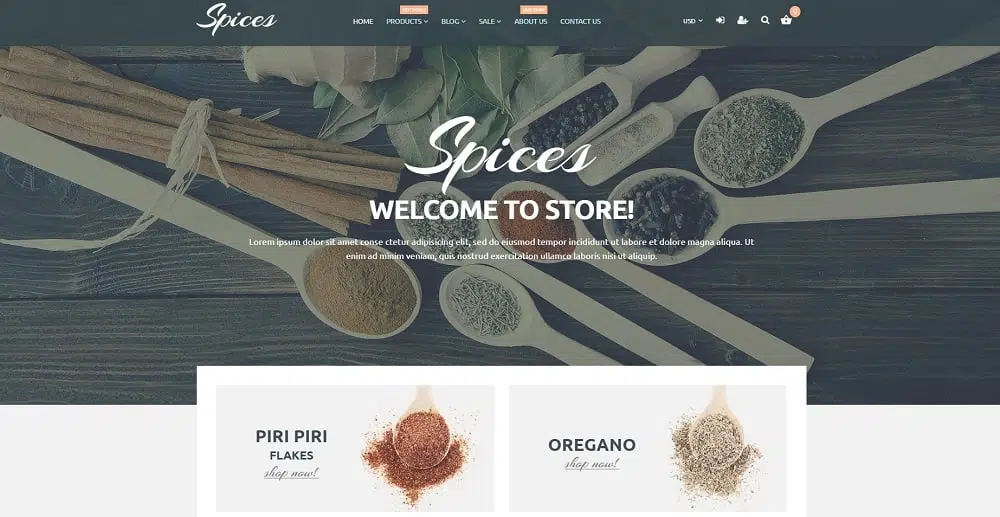 Spices
HOME PRODUCTS BLOG SALE ABOUT US CONTACT US
USD
0
Spices
WELCOME TO STORE!
Lorem ipsum dolor sit amet conse ctetur adipisicing elit, sed do eiusmod tempor incididunt ut labore et dolore magna aliqua. Ut
enim ad minim veniam, quis nostrud exercitation ullamco laboris nisi ut aliquip.
PIRI PIRI
FLAKES
shop now!
OREGANO
shop now!